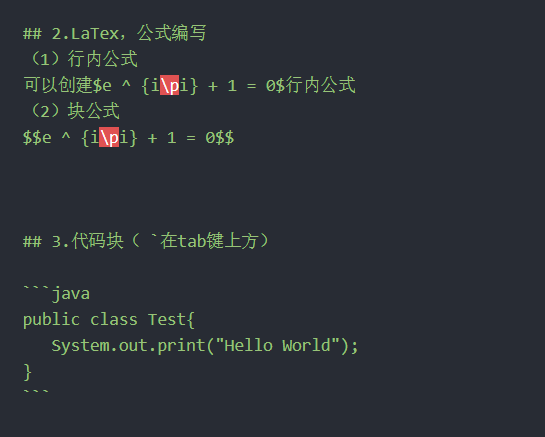 ## 2.LaTex，公式编写
（1）行内公式
可以创建$e ^ {i\pi} + 1 = 0$行内公式
（2）块公式
$$e ^ {i\pi} + 1 = 0$$
## 3.代码块（ `在tab键上方）
```java
public class Test{
   System.out.print("Hello World");
}
```